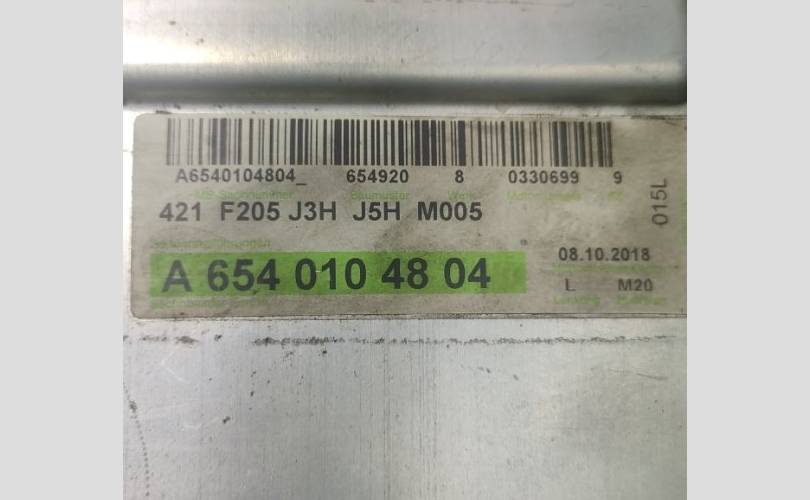 A6540104804_ 654920 8 0330699 9
421 F205 J3H J5H M005
015L
08.10.2018
A 654 010 48 04
L M20